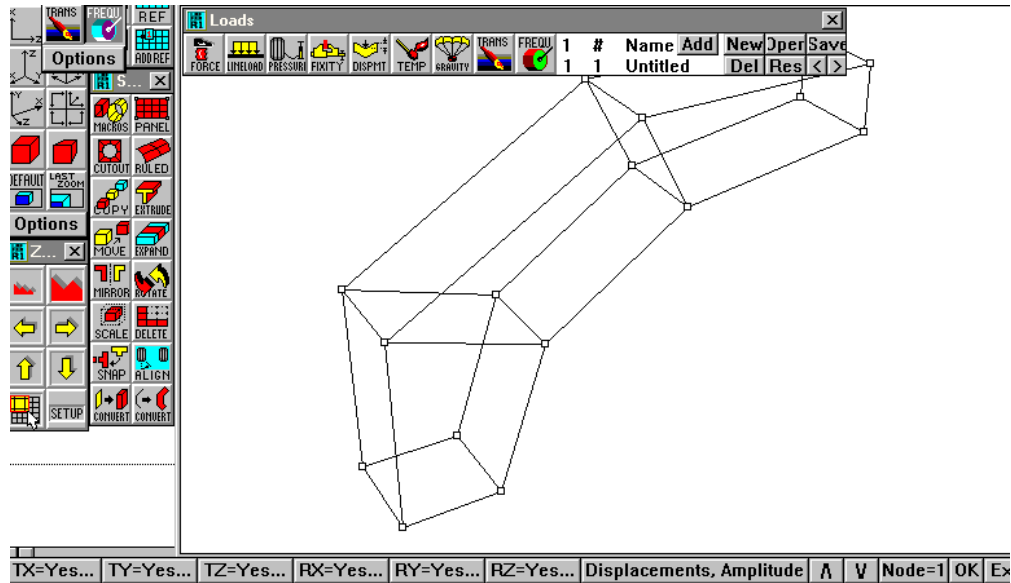 TRANS FREQU REF
Options ADD REF
S...
MACROS PANEL
CUTOUT RULED
DEFAULT LAST ZOOM
COPY EXTRUDE
Options
MOVE EXPAND
Z...
MIRROR ROTATE
SCALE DELETE
SNAP ALIGN
SETUP CONVERT CONVERT
Loads
FORCE LINELOAD PRESSURE FIXITY DISPMT TEMP GRAVITY TRANS FREQU
1 # Name Add New Open Save
1 1 Untitled Del Res < >
TX=Yes... TY=Yes... TZ=Yes... RX=Yes... RY=Yes... RZ=Yes... Displacements, Amplitude Λ V Node=1 OK Ex